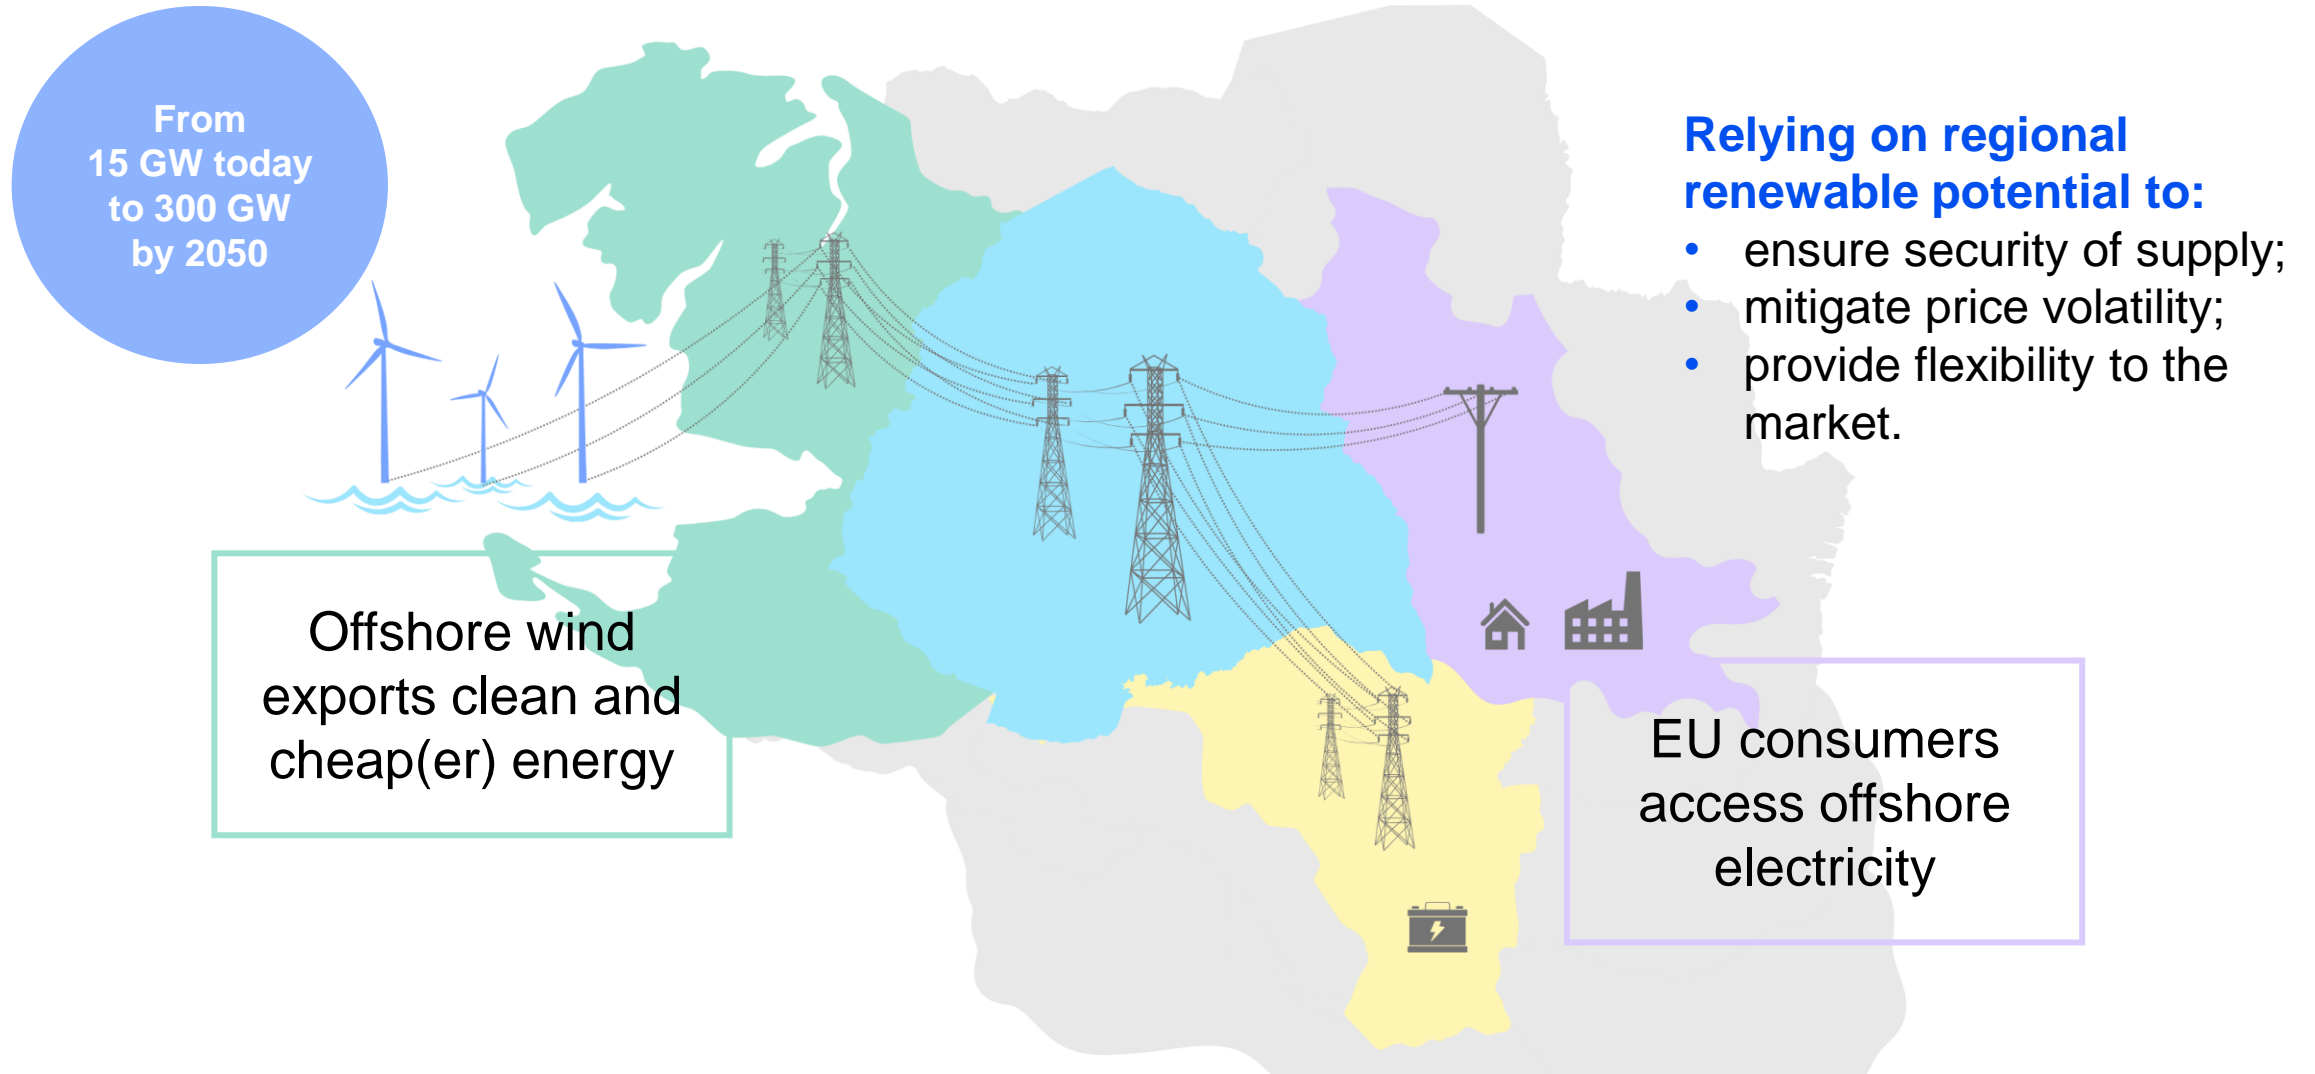 From
15 GW today
to 300 GW
by 2050
Relying on regional
renewable potential to:
• ensure security of supply;
• mitigate price volatility;
• provide flexibility to the
market.
Offshore wind
exports clean and
cheap(er) energy
EU consumers
access offshore
electricity